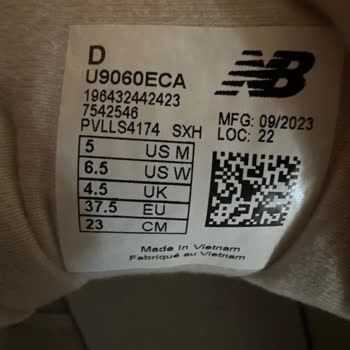 D
U9060ECA
196432442423
7542546
PVLLS4174 SXH
NB
MFG: 09/2023
LOC: 22
5 US M
6.5 US W
4.5 UK
37.5 EU
23 CM
Made in Vietnam
Fabriqué au Vietnam